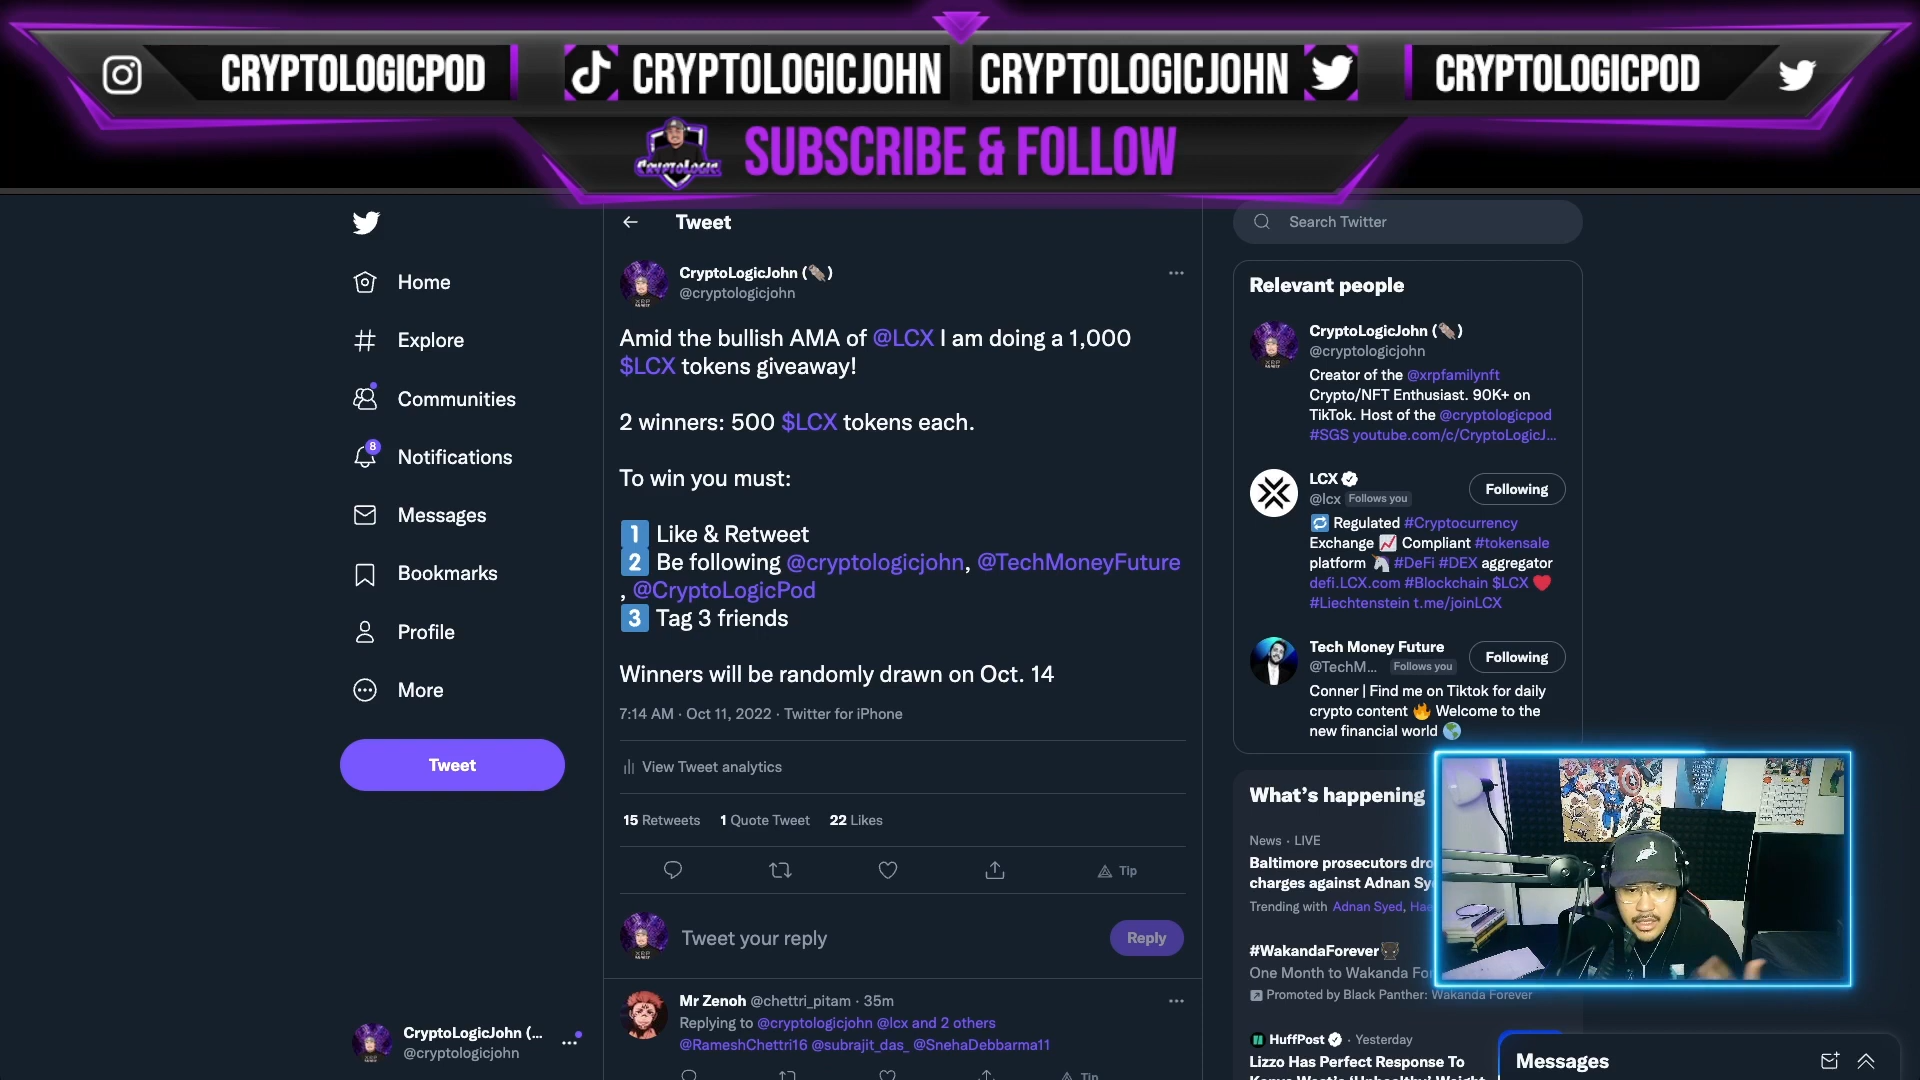 CRYPTOLOGICPOD
CRYPTOLOGICJOHN
CRYPTOLOGICJOHN
CRYPTOLOGICPOD
CRYPTOLOGIC
SUBSCRIBE & FOLLOW
Home
Explore
Communities
8
Notifications
Messages
Bookmarks
Profile
More
Tweet
CryptoLogicJohn (...
@cryptologicjohn
Tweet
CryptoLogicJohn (🪙)
@cryptologicjohn
Amid the bullish AMA of @LCX I am doing a 1,000
$LCX tokens giveaway!
2 winners: 500 $LCX tokens each.
To win you must:
1 Like & Retweet
2 Be following @cryptologicjohn, @TechMoneyFuture
, @CryptoLogicPod
3 Tag 3 friends
Winners will be randomly drawn on Oct. 14
7:14 AM · Oct 11, 2022 · Twitter for iPhone
View Tweet analytics
15 Retweets 1 Quote Tweet 22 Likes
Tip
Tweet your reply
Reply
Mr Zenoh @chettri_pitam · 35m
Replying to @cryptologicjohn @lcx and 2 others
@RameshChettri16 @subrajit_das_ @SnehaDebbarma11
Tip
Search Twitter
Relevant people
CryptoLogicJohn (🪙)
@cryptologicjohn
Creator of the @xrpfamilynft
Crypto/NFT Enthusiast. 90K+ on
TikTok. Host of the @cryptologicpod
#SGS youtube.com/c/CryptoLogicJ...
LCX
@lcx Follows you
Following
Regulated #Cryptocurrency
Exchange 📈 Compliant #tokensale
platform 🦄 #DeFi #DEX aggregator
defi.LCX.com #Blockchain $LCX ❤️
#Liechtenstein t.me/joinLCX
Tech Money Future
@TechM... Follows you
Following
Conner | Find me on Tiktok for daily
crypto content 🔥 Welcome to the
new financial world 🌎
What's happening
News · LIVE
Baltimore prosecutors dro
charges against Adnan Sy
Trending with Adnan Syed, Hae
#WakandaForever
One Month to Wakanda For
Promoted by Black Panther: Wakanda Forever
HuffPost · Yesterday
Lizzo Has Perfect Response To
Messages